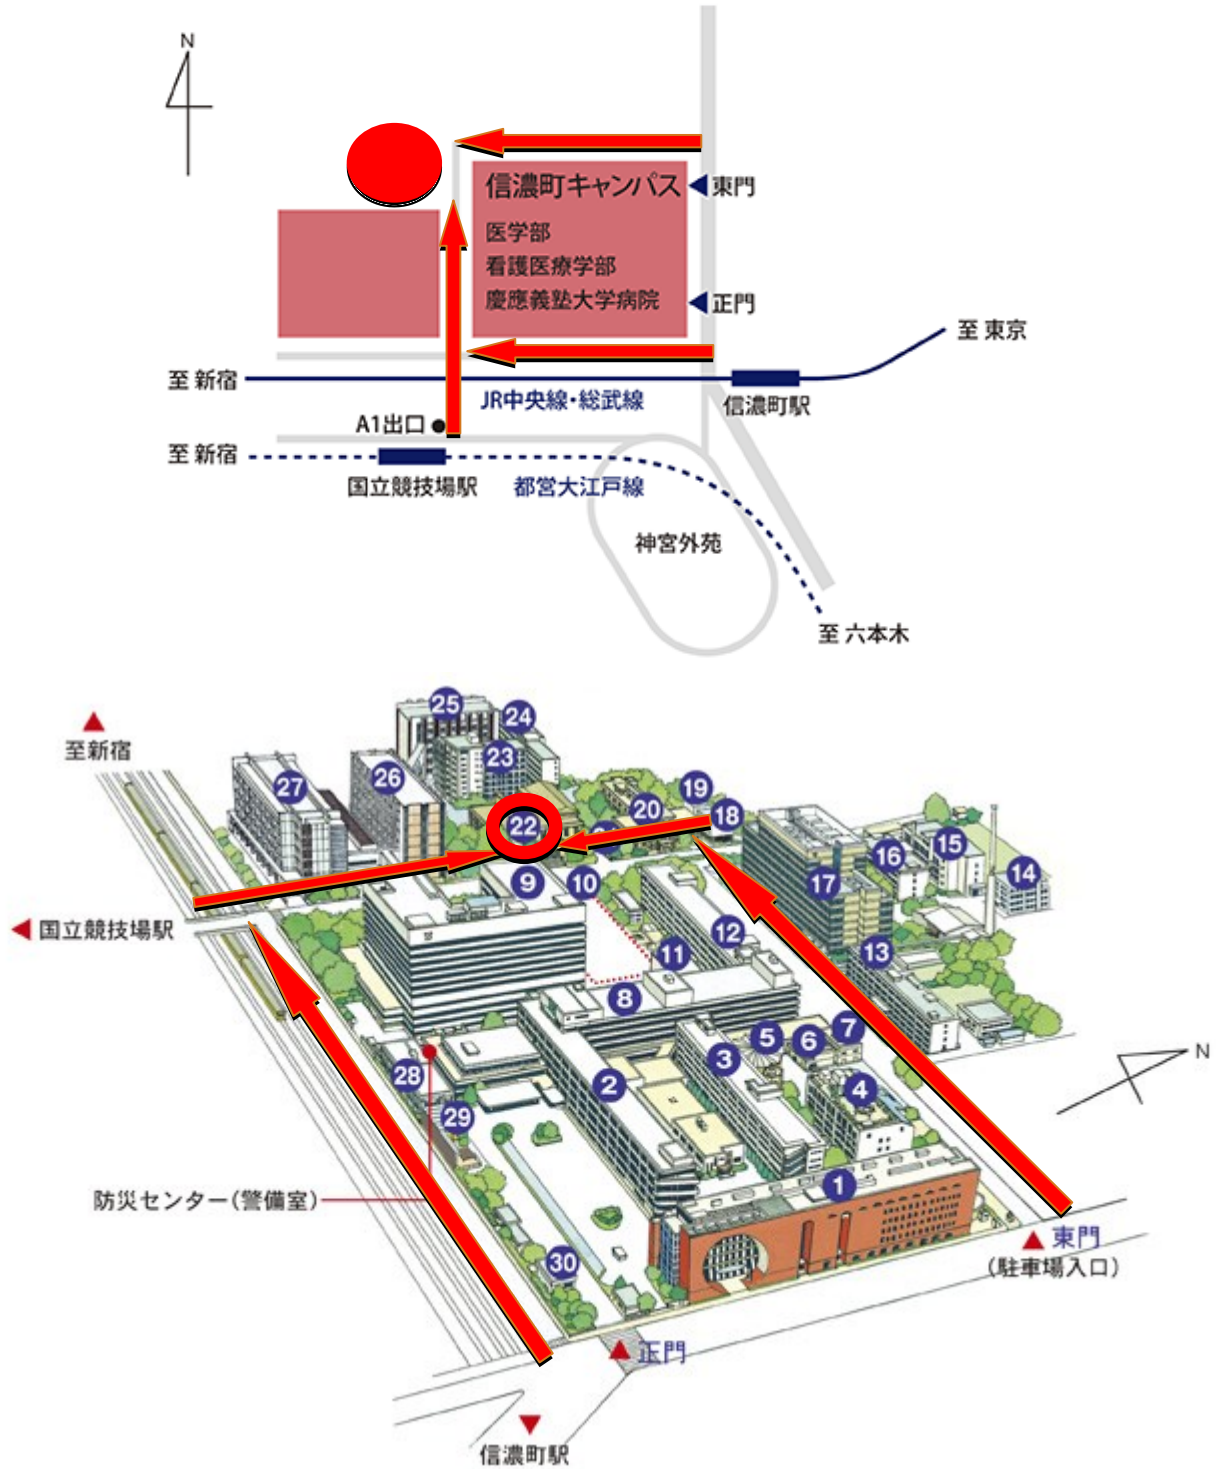 N
信濃町キャンパス
東門
医学部
看護医療学部
慶應義塾大学病院
正門
至 東京
至 新宿
JR中央線・総武線
信濃町駅
A1出口
至 新宿
国立競技場駅
都営大江戸線
神宮外苑
至 六本木
至新宿
25
24
23
27
26
22
20
19
18
17
16
15
14
国立競技場駅
9
10
12
11
13
8
28
29
2
3
5
6
7
4
N
防災センター(警備室)
1
東門
(駐車場入口)
30
正門
信濃町駅